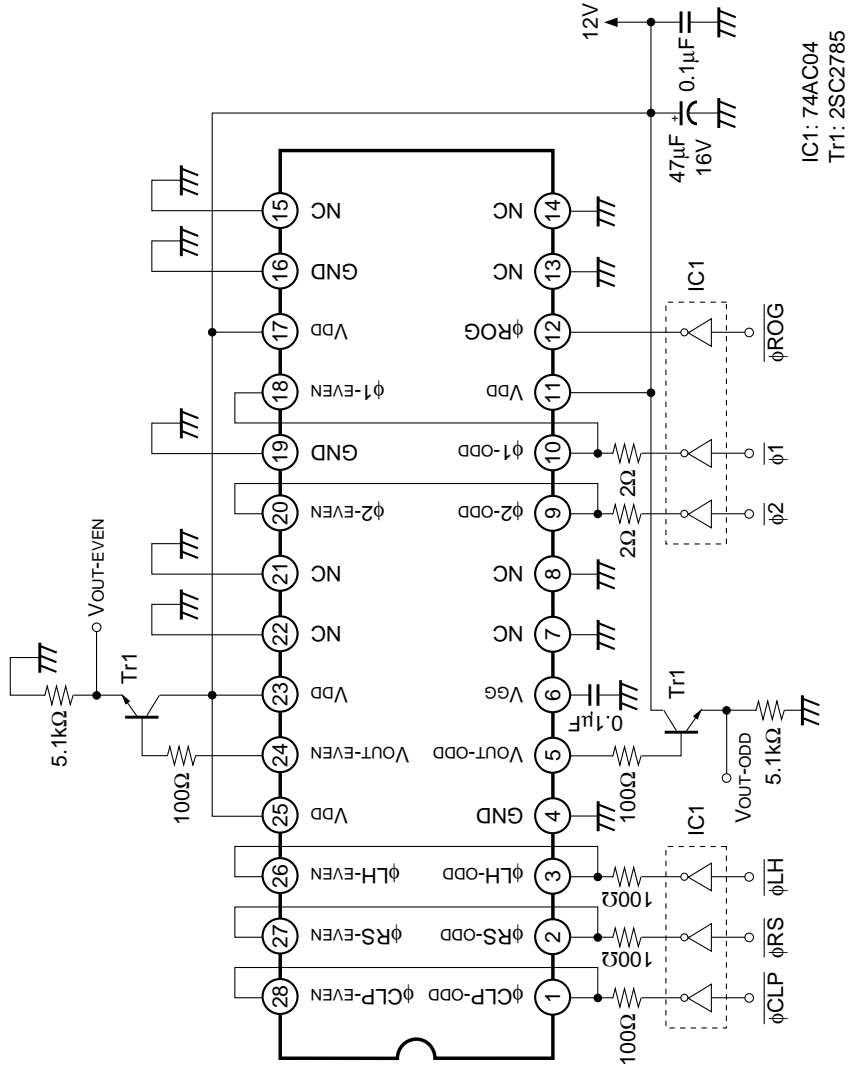 12V
0.1µF
47µF
16V
+
IC1: 74AC04
Tr1: 2SC2785
5.1kΩ
VOUT-EVEN
Tr1
100Ω
28
27
26
25
24
23
22
21
20
19
18
17
16
15
φCLP-EVEN
φRS-EVEN
φLH-EVEN
VDD
VOUT-EVEN
VDD
NC
NC
φ2-EVEN
GND
φ1-EVEN
VDD
GND
NC
φCLP-ODD
φRS-ODD
φLH-ODD
GND
VOUT-ODD
VGG
NC
NC
φ2-ODD
φ1-ODD
VDD
φROG
NC
NC
1
2
3
4
5
6
7
8
9
10
11
12
13
14
100Ω
100Ω
100Ω
100Ω
0.1µF
2Ω
2Ω
IC1
IC1
Tr1
VOUT-ODD
5.1kΩ
φCLP
φRS
φLH
φ2
φ1
φROG